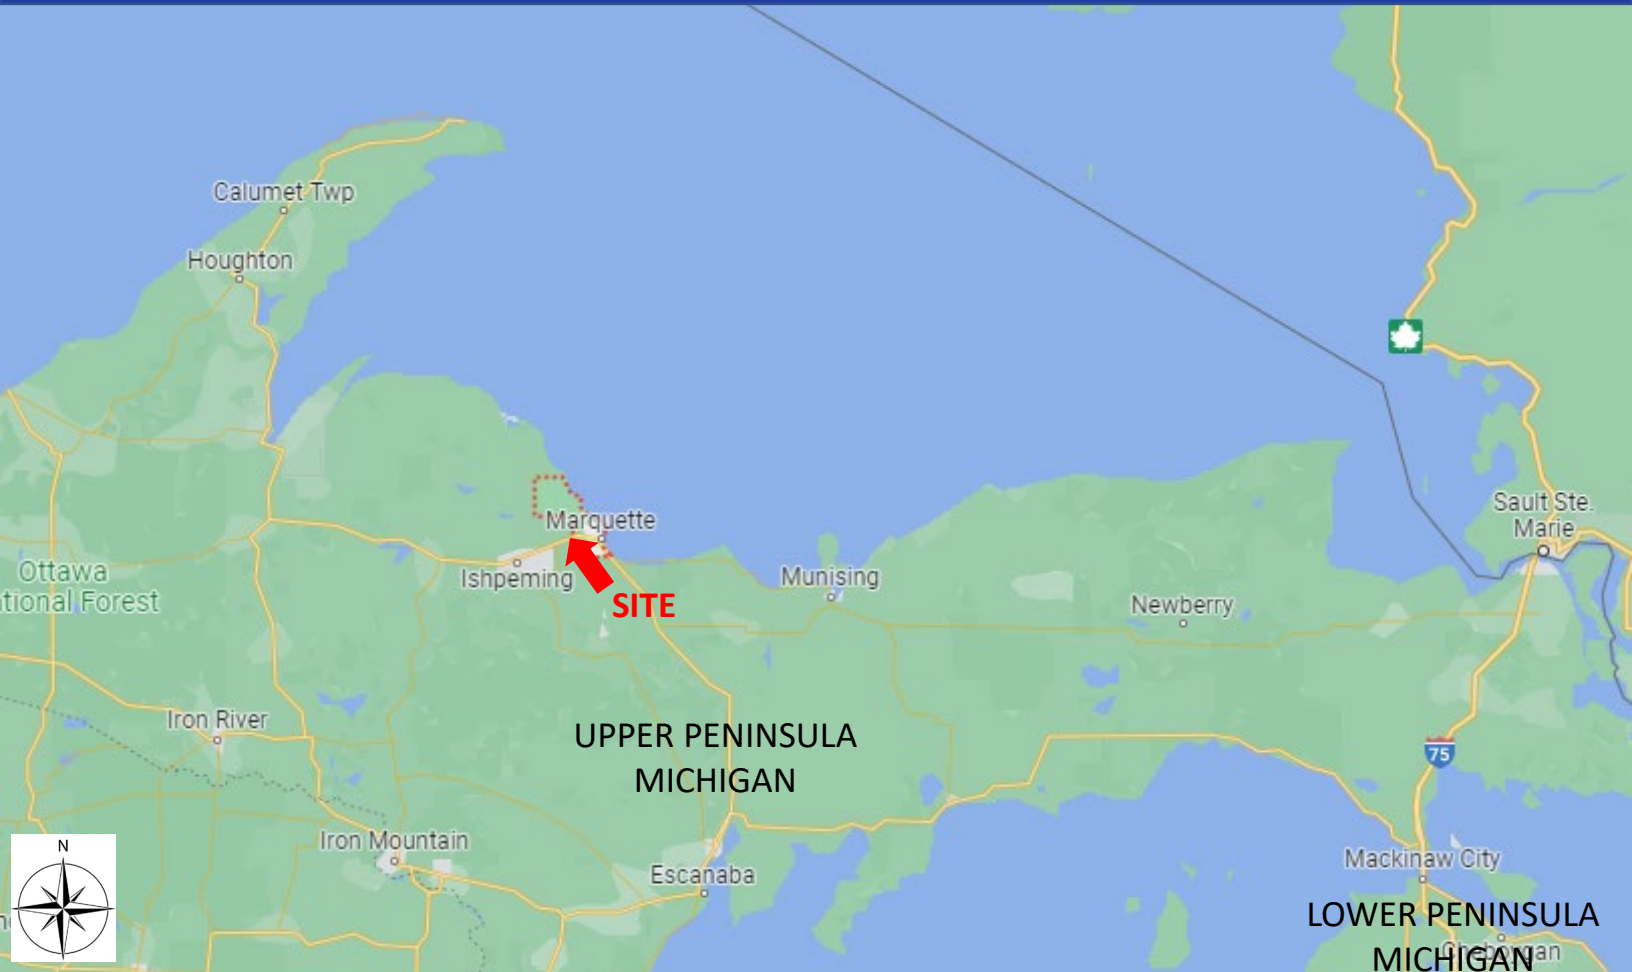 Calumet Twp
Houghton
Sault Ste.
Marie
Marquette
Ishpeming
SITE
Munising
Newberry
Ottawa
tional Forest
Iron River
UPPER PENINSULA
MICHIGAN
75
N
Iron Mountain
Escanaba
Mackinaw City
LOWER PENINSULA
MICHIGAN
Cheboygan